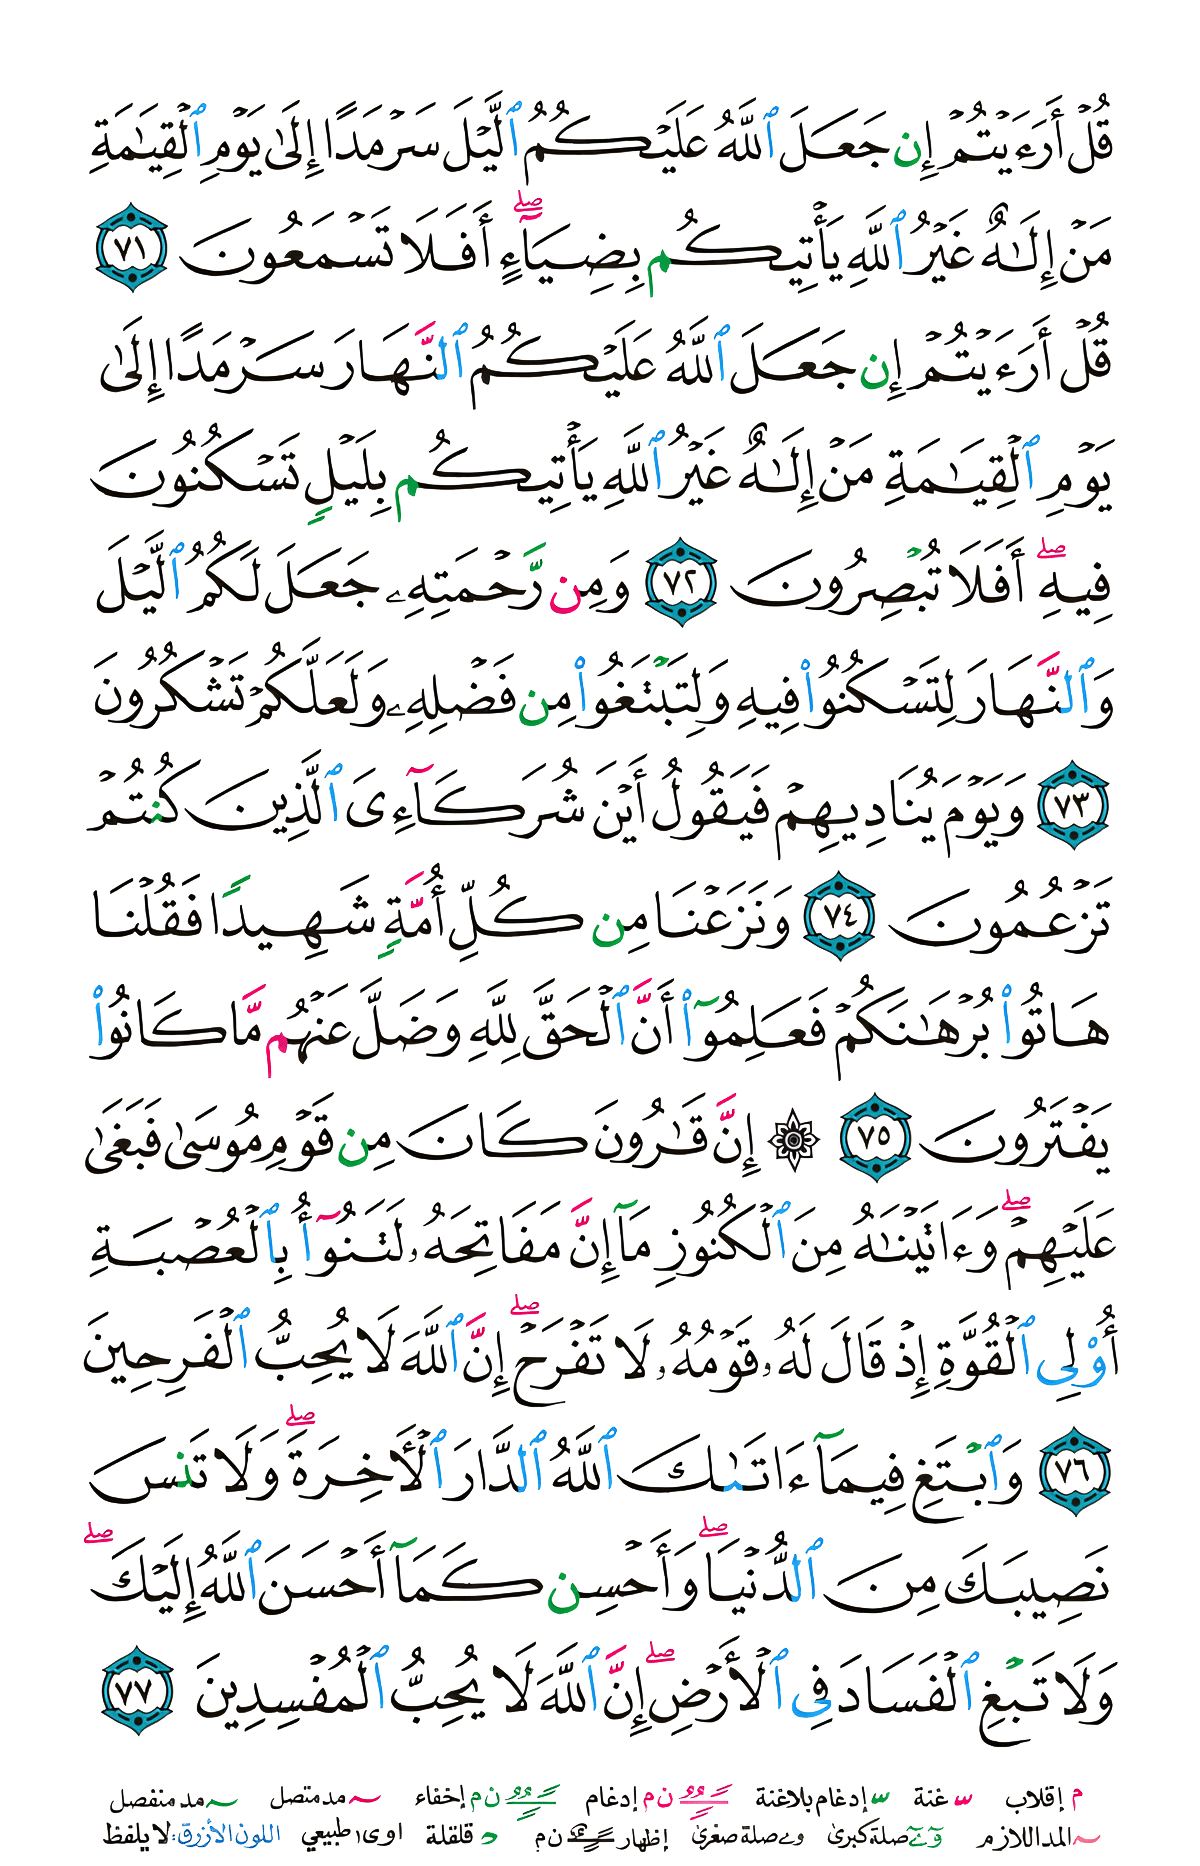 قُلْ أَرَءَيْتُمْ إِن جَعَلَ ٱللَّهُ عَلَيْكُمُ ٱلَّيْلَ سَرْمَدًا إِلَىٰ يَوْمِ ٱلْقِيَـٰمَةِ
مَنْ إِلَـٰهٌ غَيْرُ ٱللَّهِ يَأْتِيكُم بِضِيَآءٍ ۖ أَفَلَا تَسْمَعُونَ ٧١
قُلْ أَرَءَيْتُمْ إِن جَعَلَ ٱللَّهُ عَلَيْكُمُ ٱلنَّهَارَ سَرْمَدًا إِلَىٰ
يَوْمِ ٱلْقِيَـٰمَةِ مَنْ إِلَـٰهٌ غَيْرُ ٱللَّهِ يَأْتِيكُم بِلَيْلٍ تَسْكُنُونَ
فِيهِ ۖ أَفَلَا تُبْصِرُونَ ٧٢ وَمِن رَّحْمَتِهِۦ جَعَلَ لَكُمُ ٱلَّيْلَ
وَٱلنَّهَارَ لِتَسْكُنُوا۟ فِيهِ وَلِتَبْتَغُوا۟ مِن فَضْلِهِۦ وَلَعَلَّكُمْ تَشْكُرُونَ
٧٣ وَيَوْمَ يُنَادِيهِمْ فَيَقُولُ أَيْنَ شُرَكَآءِىَ ٱلَّذِينَ كُنتُمْ
تَزْعُمُونَ ٧٤ وَنَزَعْنَا مِن كُلِّ أُمَّةٍ شَهِيدًا فَقُلْنَا
هَاتُوا۟ بُرْهَـٰنَكُمْ فَعَلِمُوٓا۟ أَنَّ ٱلْحَقَّ لِلَّهِ وَضَلَّ عَنْهُم مَّا كَانُوا۟
يَفْتَرُونَ ٧٥ ۞ إِنَّ قَـٰرُونَ كَانَ مِن قَوْمِ مُوسَىٰ فَبَغَىٰ
عَلَيْهِمْ ۖ وَءَاتَيْنَـٰهُ مِنَ ٱلْكُنُوزِ مَآ إِنَّ مَفَاتِحَهُۥ لَتَنُوٓأُ بِٱلْعُصْبَةِ
أُو۟لِى ٱلْقُوَّةِ إِذْ قَالَ لَهُۥ قَوْمُهُۥ لَا تَفْرَحْ ۖ إِنَّ ٱللَّهَ لَا يُحِبُّ ٱلْفَرِحِينَ
٧٦ وَٱبْتَغِ فِيمَآ ءَاتَىٰكَ ٱللَّهُ ٱلدَّارَ ٱلْـَٔاخِرَةَ ۖ وَلَا تَنسَ
نَصِيبَكَ مِنَ ٱلدُّنْيَا ۖ وَأَحْسِن كَمَآ أَحْسَنَ ٱللَّهُ إِلَيْكَ ۖ
وَلَا تَبْغِ ٱلْفَسَادَ فِى ٱلْأَرْضِ ۖ إِنَّ ٱللَّهَ لَا يُحِبُّ ٱلْمُفْسِدِينَ ٧٧
م إقلاب غنة إدغام بلاغنة ن م إدغام ن م إخفاء مد متصل مد منفصل
المد اللازم صلة كبرى صلة صغرى إظهار ن م قلقلة اوى طبيعي اللون الأزرق: لا يلفظ